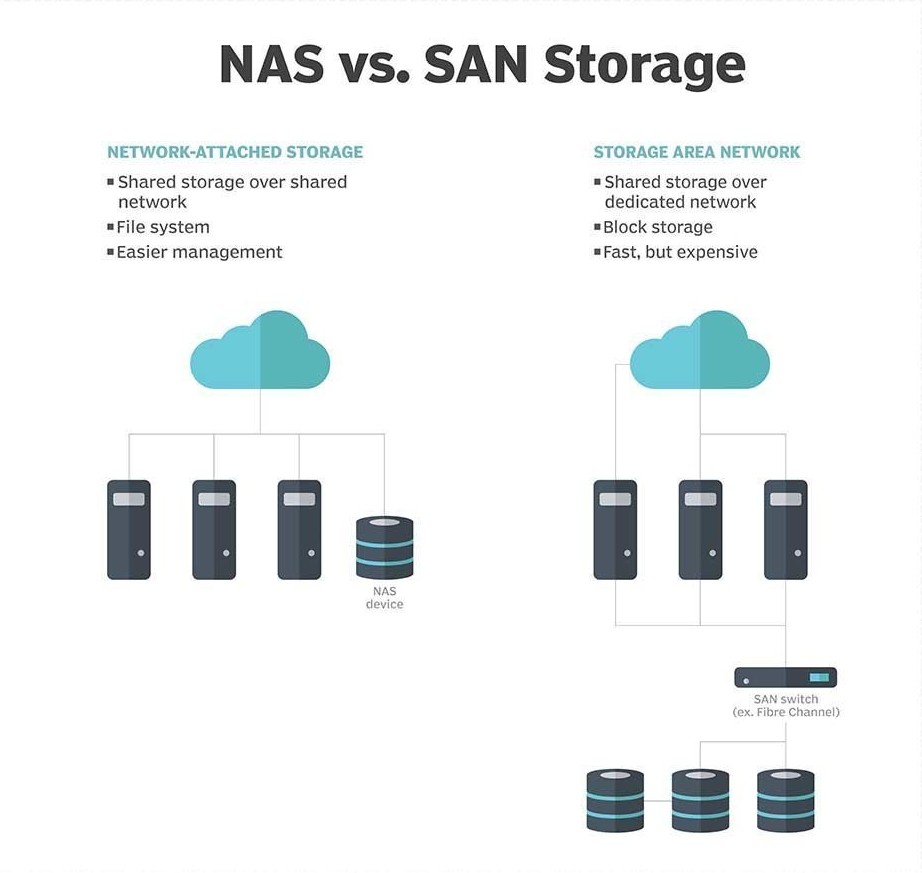 NAS vs. SAN Storage
NETWORK-ATTACHED STORAGE
▪ Shared storage over shared
network
▪ File system
▪ Easier management
STORAGE AREA NETWORK
▪ Shared storage over
dedicated network
▪ Block storage
▪ Fast, but expensive
NAS
device
SAN switch
(ex. Fibre Channel)